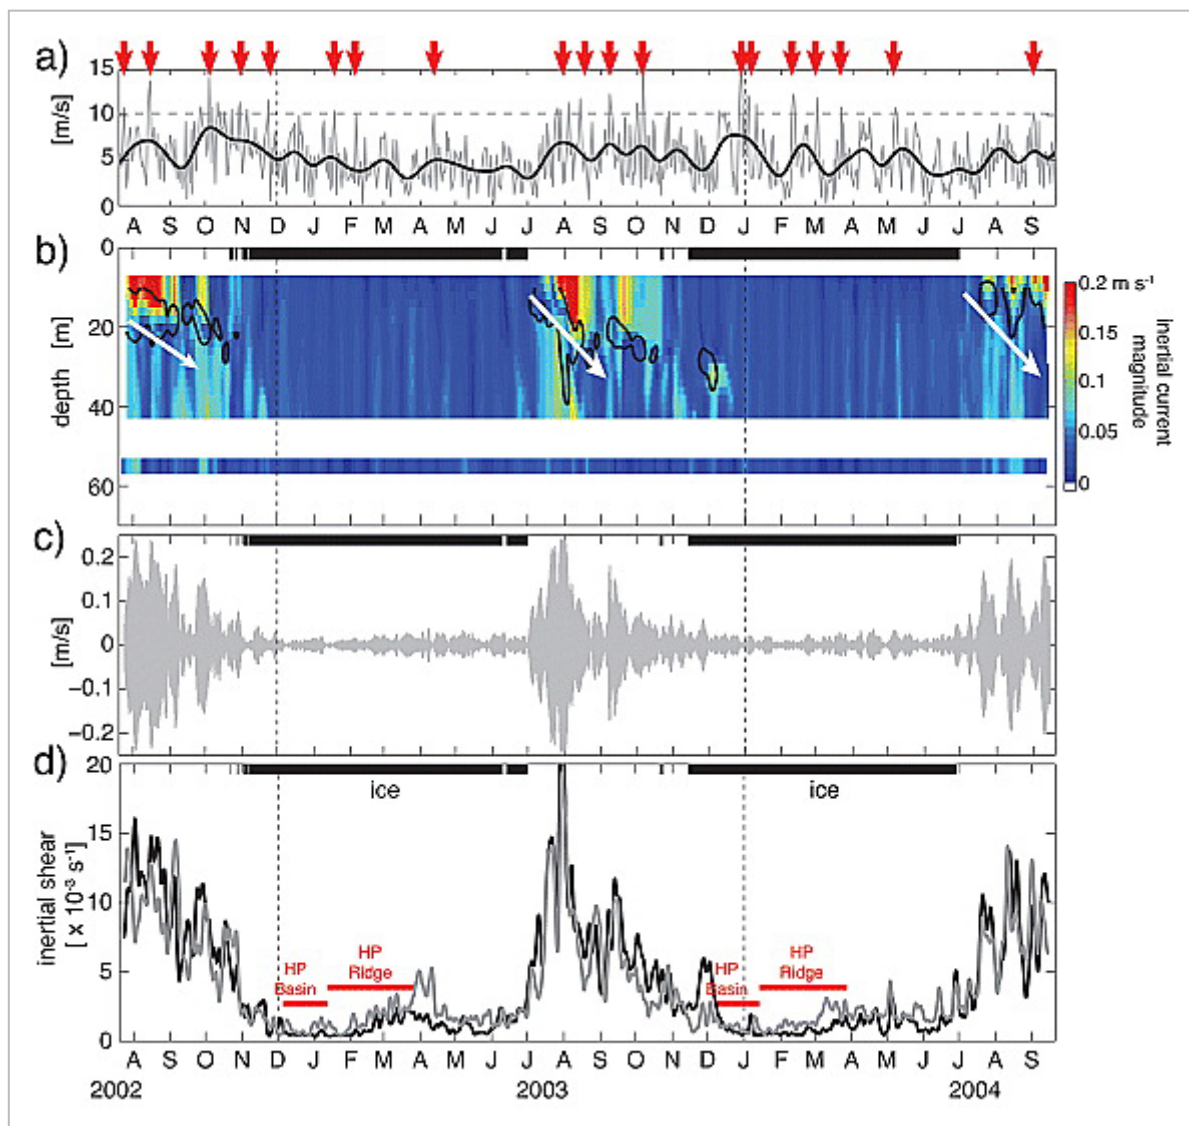 a)
15
10
5
0
[m/s]
A S O N D J F M A M J J A S O N D J F M A M J J A S
b)
0
20
40
60
depth [m]
0.2 m s⁻¹
0.15
0.1
0.05
0
inertial current
magnitude
c)
0.2
0.1
0
−0.1
−0.2
[m/s]
d)
20
15
10
5
0
inertial shear
[ x 10⁻³ s⁻¹]
ice
ice
HP
Basin
HP
Ridge
HP
Basin
HP
Ridge
A S O N D J F M A M J J A S O N D J F M A M J J A S
2002
2003
2004